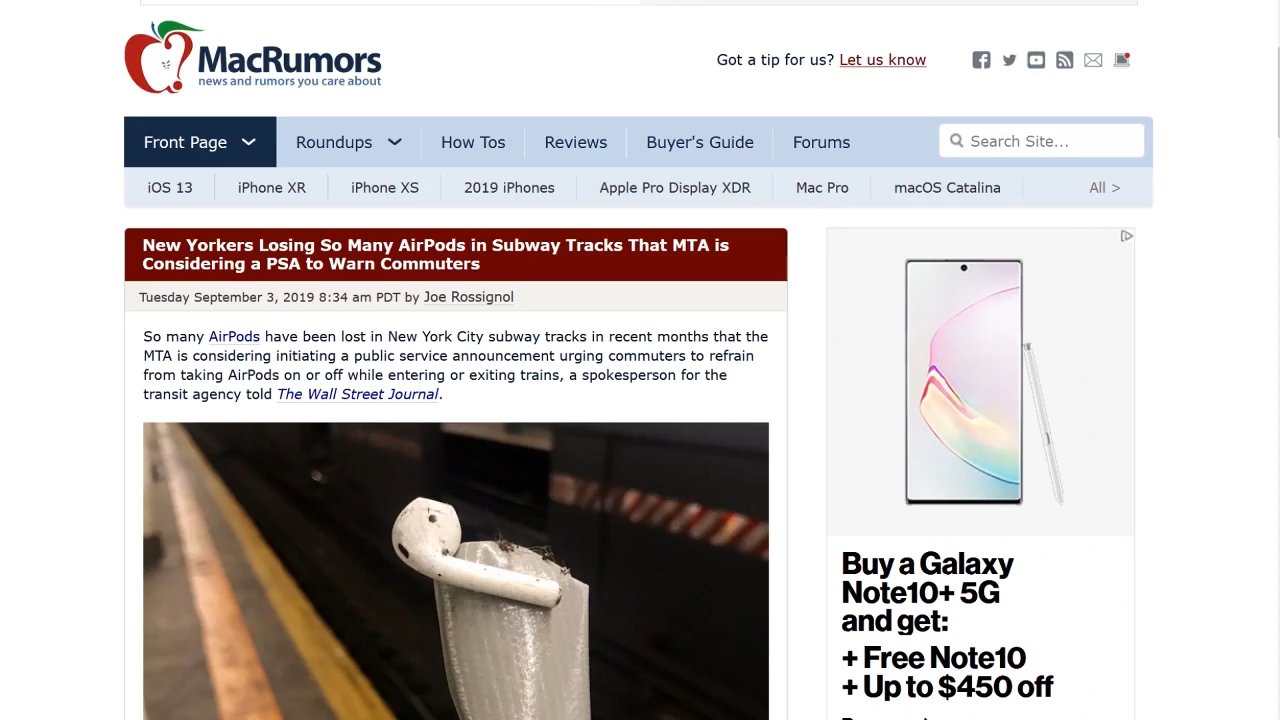 MacRumors
news and rumors you care about
Got a tip for us? Let us know
Front Page
Roundups
How Tos
Reviews
Buyer's Guide
Forums
Search Site...
iOS 13
iPhone XR
iPhone XS
2019 iPhones
Apple Pro Display XDR
Mac Pro
macOS Catalina
All >
New Yorkers Losing So Many AirPods in Subway Tracks That MTA is
Considering a PSA to Warn Commuters
Tuesday September 3, 2019 8:34 am PDT by Joe Rossignol
So many AirPods have been lost in New York City subway tracks in recent months that the
MTA is considering initiating a public service announcement urging commuters to refrain
from taking AirPods on or off while entering or exiting trains, a spokesperson for the
transit agency told The Wall Street Journal.
Buy a Galaxy
Note10+ 5G
and get:
+ Free Note10
+ Up to $450 off